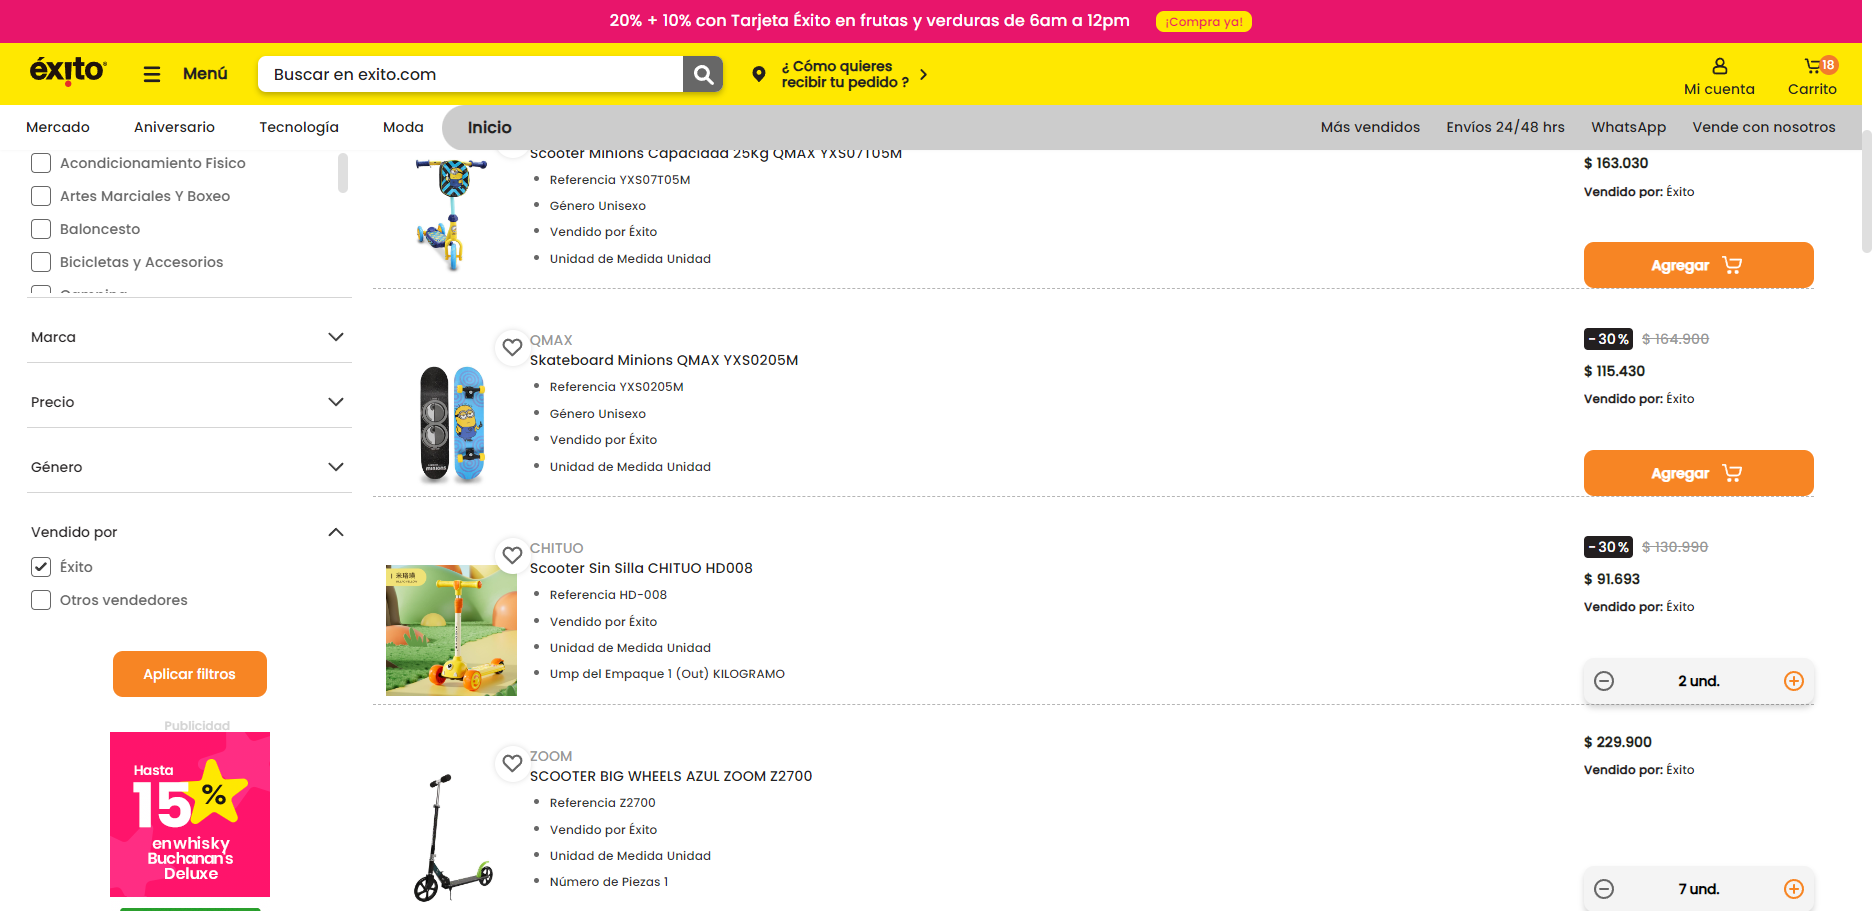 20% + 10% con Tarjeta Éxito en frutas y verduras de 6am a 12pm
¡Compra ya!
éxito
Menú
Buscar en exito.com
¿ Cómo quieres
recibir tu pedido ?
Mi cuenta
18
Carrito
Mercado
Aniversario
Tecnología
Moda
Inicio
Más vendidos
Envíos 24/48 hrs
WhatsApp
Vende con nosotros
Acondicionamiento Fisico
Artes Marciales Y Boxeo
Baloncesto
Bicicletas y Accesorios
Marca
Precio
Género
Vendido por
Éxito
Otros vendedores
Aplicar filtros
Publicidad
Hasta
15%
en whisky
Buchanan's
Deluxe
Scooter Minions Capacidad 25Kg QMAX YXS07T05M
Referencia YXS07T05M
Género Unisexo
Vendido por Éxito
Unidad de Medida Unidad
$ 163.030
Vendido por: Éxito
Agregar
QMAX
Skateboard Minions QMAX YXS0205M
Referencia YXS0205M
Género Unisexo
Vendido por Éxito
Unidad de Medida Unidad
-30% $ 164.900
$ 115.430
Vendido por: Éxito
Agregar
CHITUO
Scooter Sin Silla CHITUO HD008
Referencia HD-008
Vendido por Éxito
Unidad de Medida Unidad
Ump del Empaque 1 (Out) KILOGRAMO
-30% $ 130.990
$ 91.693
Vendido por: Éxito
2 und.
ZOOM
SCOOTER BIG WHEELS AZUL ZOOM Z2700
Referencia Z2700
Vendido por Éxito
Unidad de Medida Unidad
Número de Piezas 1
$ 229.900
Vendido por: Éxito
7 und.